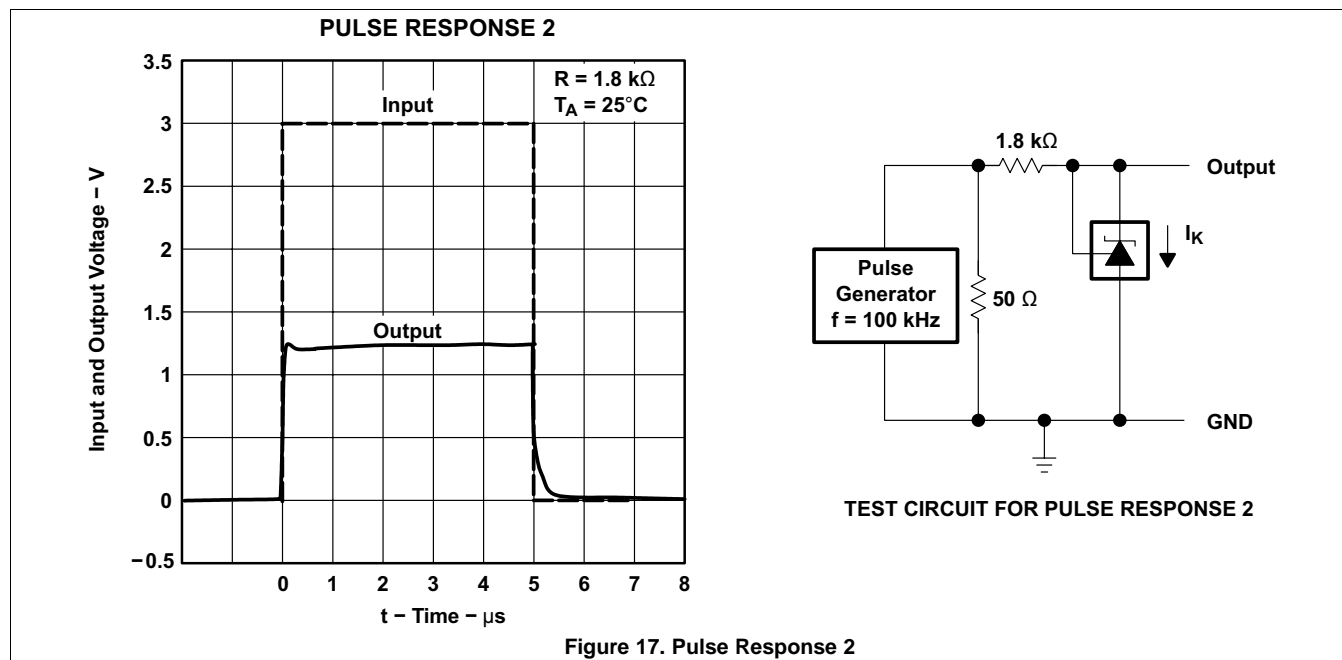 PULSE RESPONSE 2
3.5
3
2.5
2
1.5
1
0.5
0
−0.5
Input and Output Voltage − V
R = 1.8 kΩ
TA = 25°C
Input
Output
0 1 2 3 4 5 6 7 8
t − Time − μs
1.8 kΩ
Output
IK
Pulse
Generator
f = 100 kHz
50 Ω
GND
TEST CIRCUIT FOR PULSE RESPONSE 2
Figure 17. Pulse Response 2